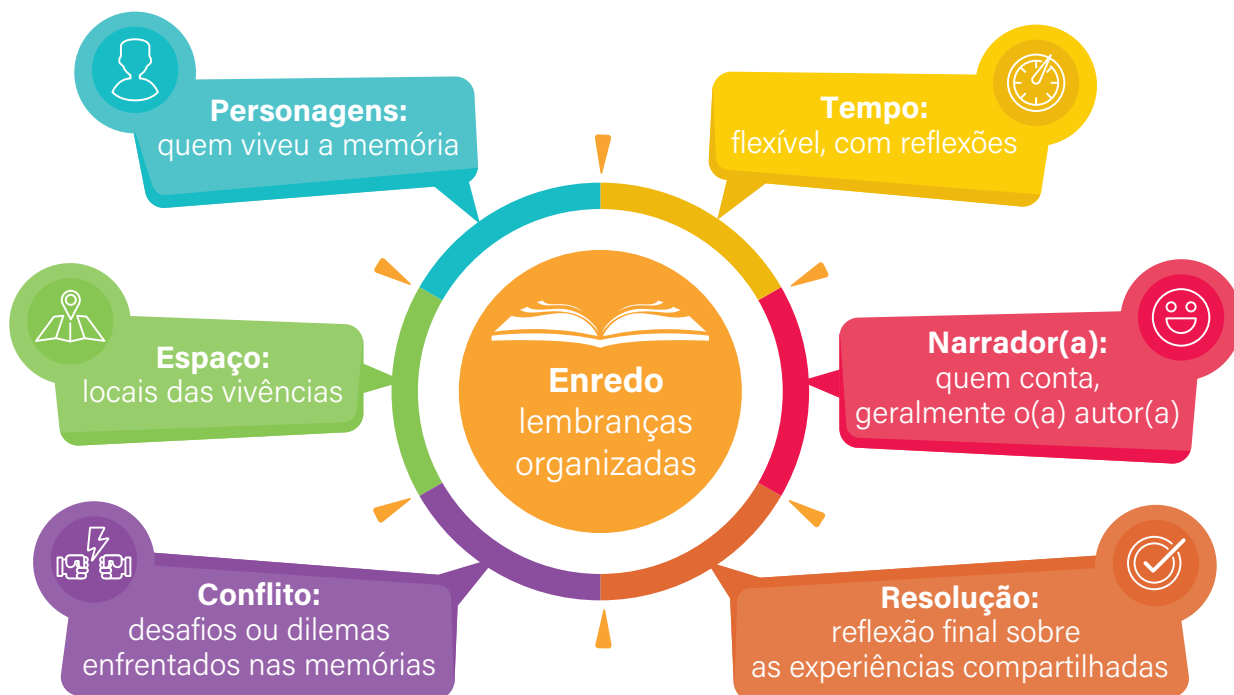 Personagens:
quem viveu a memória
Tempo:
flexível, com reflexões
Espaço:
locais das vivências
Enredo
lembranças
organizadas
Narrador(a):
quem conta,
geralmente o(a) autor(a)
Conflito:
desafios ou dilemas
enfrentados nas memórias
Resolução:
reflexão final sobre
as experiências compartilhadas